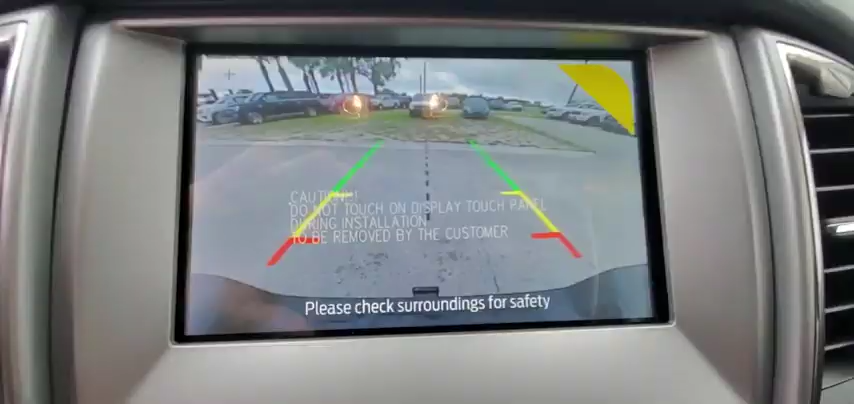 CAUTION!!!
DO NOT TOUCH ON DISPLAY TOUCH PANEL
DURING INSTALLATION
TO BE REMOVED BY THE CUSTOMER
Please check surroundings for safety